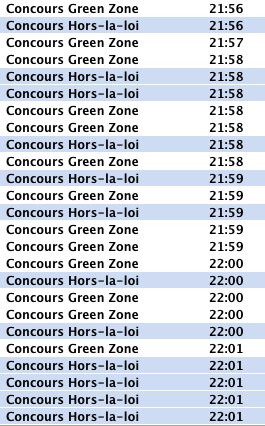 Concours Green Zone 21:56
Concours Hors-la-loi 21:56
Concours Green Zone 21:57
Concours Green Zone 21:58
Concours Hors-la-loi 21:58
Concours Hors-la-loi 21:58
Concours Green Zone 21:58
Concours Green Zone 21:58
Concours Hors-la-loi 21:58
Concours Green Zone 21:58
Concours Hors-la-loi 21:59
Concours Green Zone 21:59
Concours Hors-la-loi 21:59
Concours Green Zone 21:59
Concours Green Zone 21:59
Concours Green Zone 22:00
Concours Hors-la-loi 22:00
Concours Green Zone 22:00
Concours Green Zone 22:00
Concours Hors-la-loi 22:00
Concours Green Zone 22:01
Concours Hors-la-loi 22:01
Concours Hors-la-loi 22:01
Concours Hors-la-loi 22:01
Concours Hors-la-loi 22:01